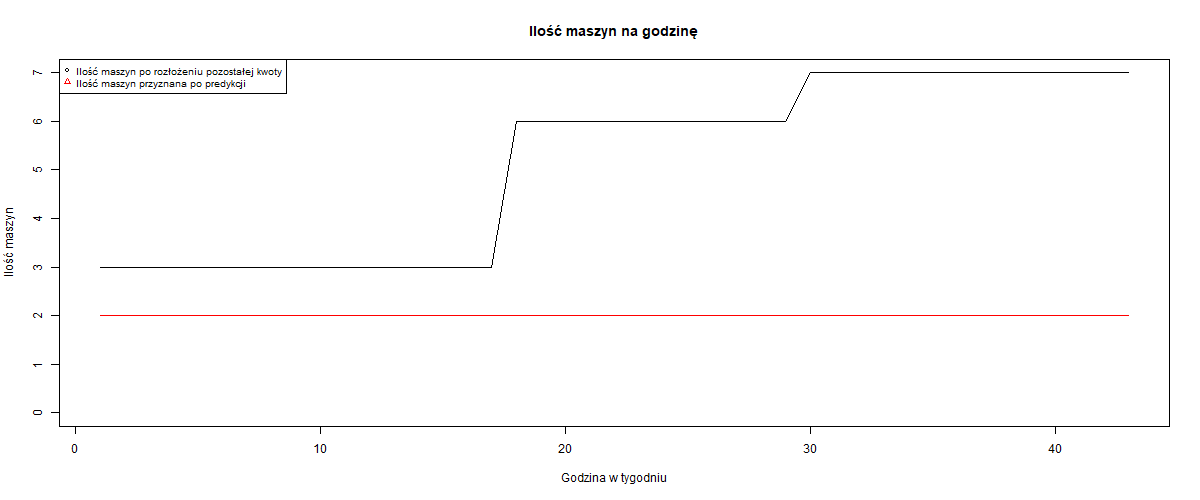 Ilość maszyn na godzinę
Ilość maszyn po rozłożeniu pozostałej kwoty
Ilość maszyn przyznana po predykcji
Ilość maszyn
7
6
5
4
3
2
1
0
0 10 20 30 40
Godzina w tygodniu